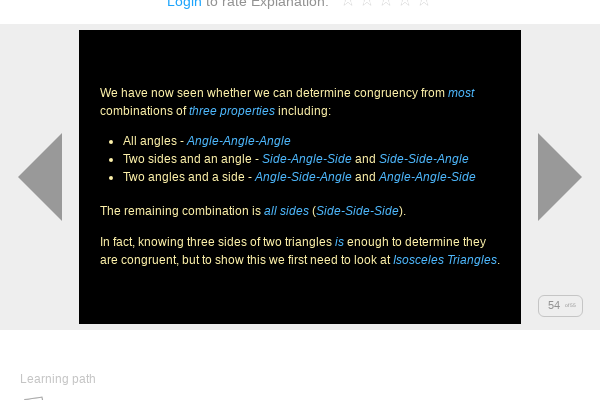 Login to rate Explanation:
We have now seen whether we can determine congruency from most
combinations of three properties including:
All angles - Angle-Angle-Angle
Two sides and an angle - Side-Angle-Side and Side-Side-Angle
Two angles and a side - Angle-Side-Angle and Angle-Angle-Side
The remaining combination is all sides (Side-Side-Side).
In fact, knowing three sides of two triangles is enough to determine they
are congruent, but to show this we first need to look at Isosceles Triangles.
54
Learning path